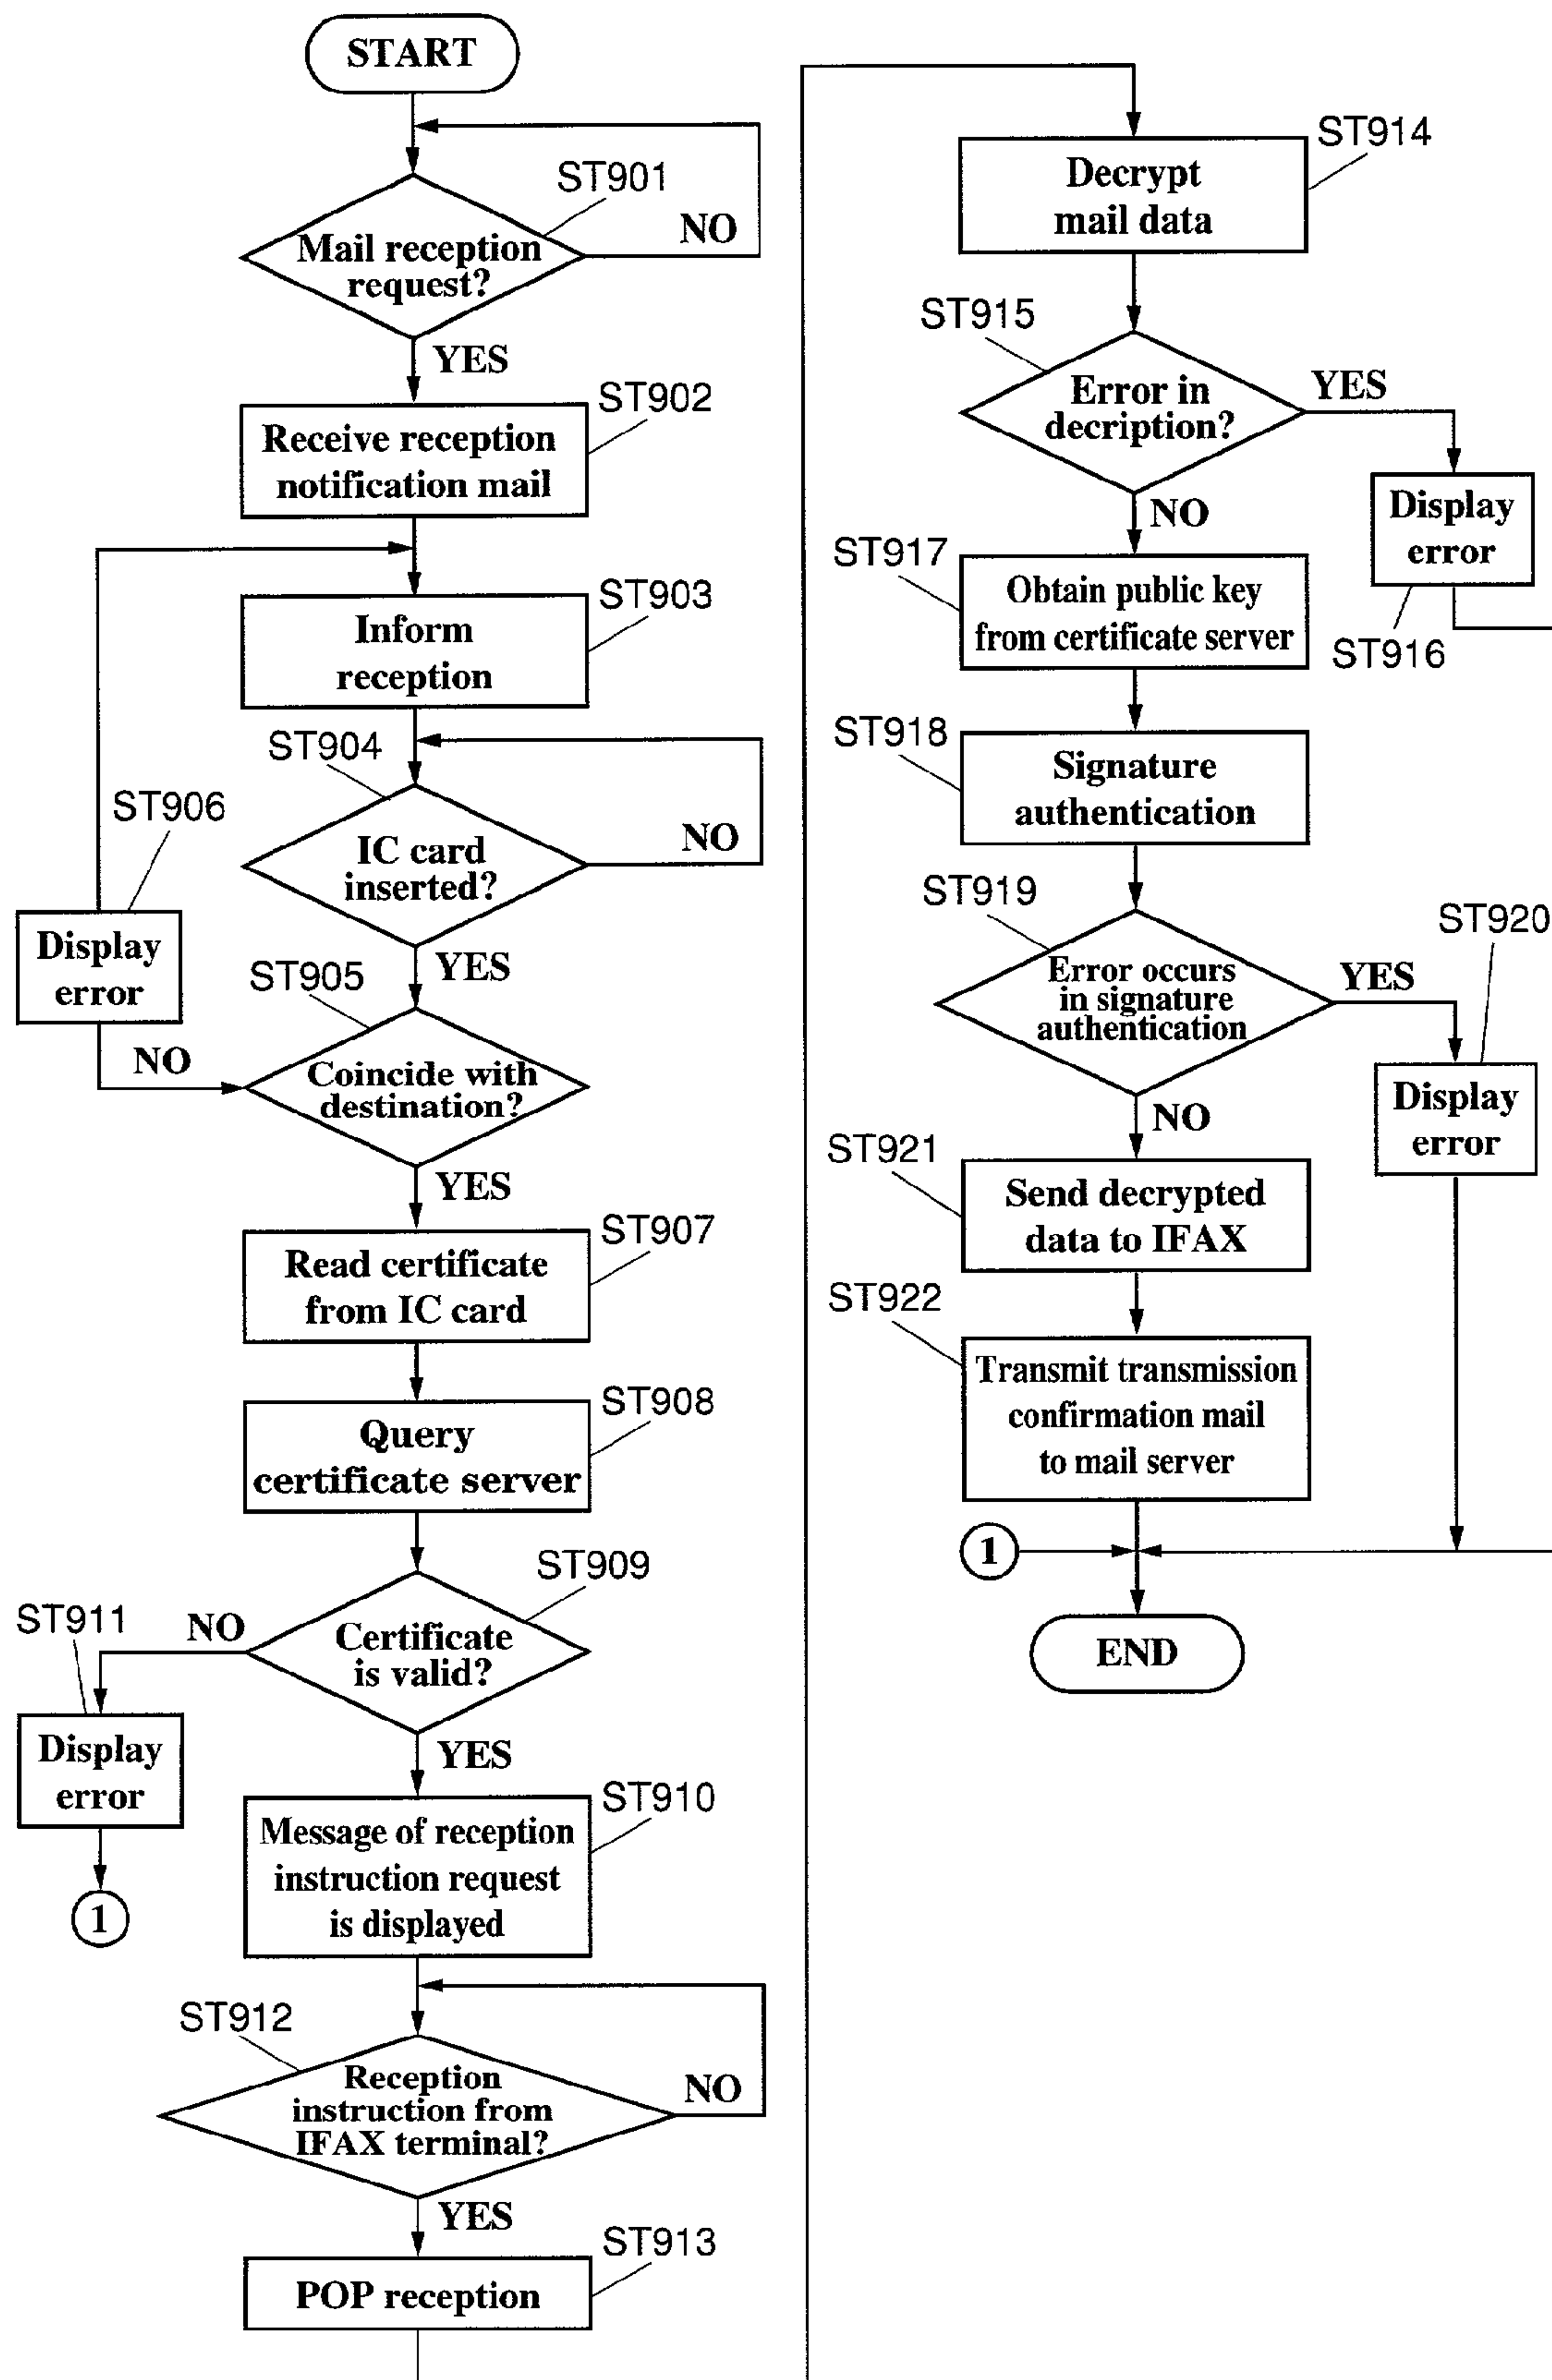 START
ST901
Mail reception
request?
NO
YES
ST902
Receive reception
notification mail
ST903
Inform
reception
ST904
IC card
inserted?
NO
YES
ST906
Display
error
NO
ST905
Coincide with
destination?
YES
ST907
Read certificate
from IC card
ST908
Query
certificate server
ST909
Certificate
is valid?
NO
ST911
Display
error
1
YES
ST910
Message of reception
instruction request
is displayed
ST912
Reception
instruction from
IFAX terminal?
NO
YES
ST913
POP reception
ST914
Decrypt
mail data
ST915
Error in
decription?
YES
Display
error
ST916
NO
ST917
Obtain public key
from certificate server
ST918
Signature
authentication
ST919
Error occurs
in signature
authentication
YES
ST920
Display
error
NO
ST921
Send decrypted
data to IFAX
ST922
Transmit transmission
confirmation mail
to mail server
1
END